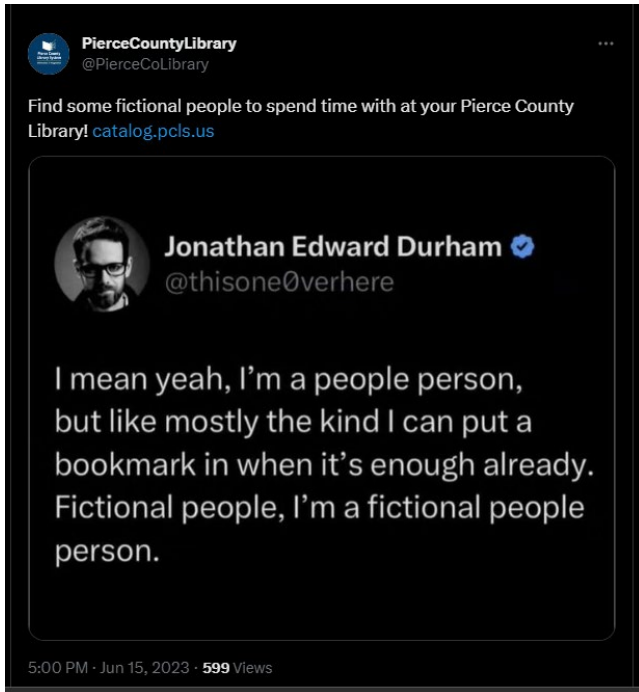 PierceCountyLibrary
@PierceCoLibrary
Find some fictional people to spend time with at your Pierce County
Library! catalog.pcls.us
Jonathan Edward Durham
@thisone0verhere
I mean yeah, I'm a people person,
but like mostly the kind I can put a
bookmark in when it's enough already.
Fictional people, I'm a fictional people
person.
5:00 PM · Jun 15, 2023 · 599 Views